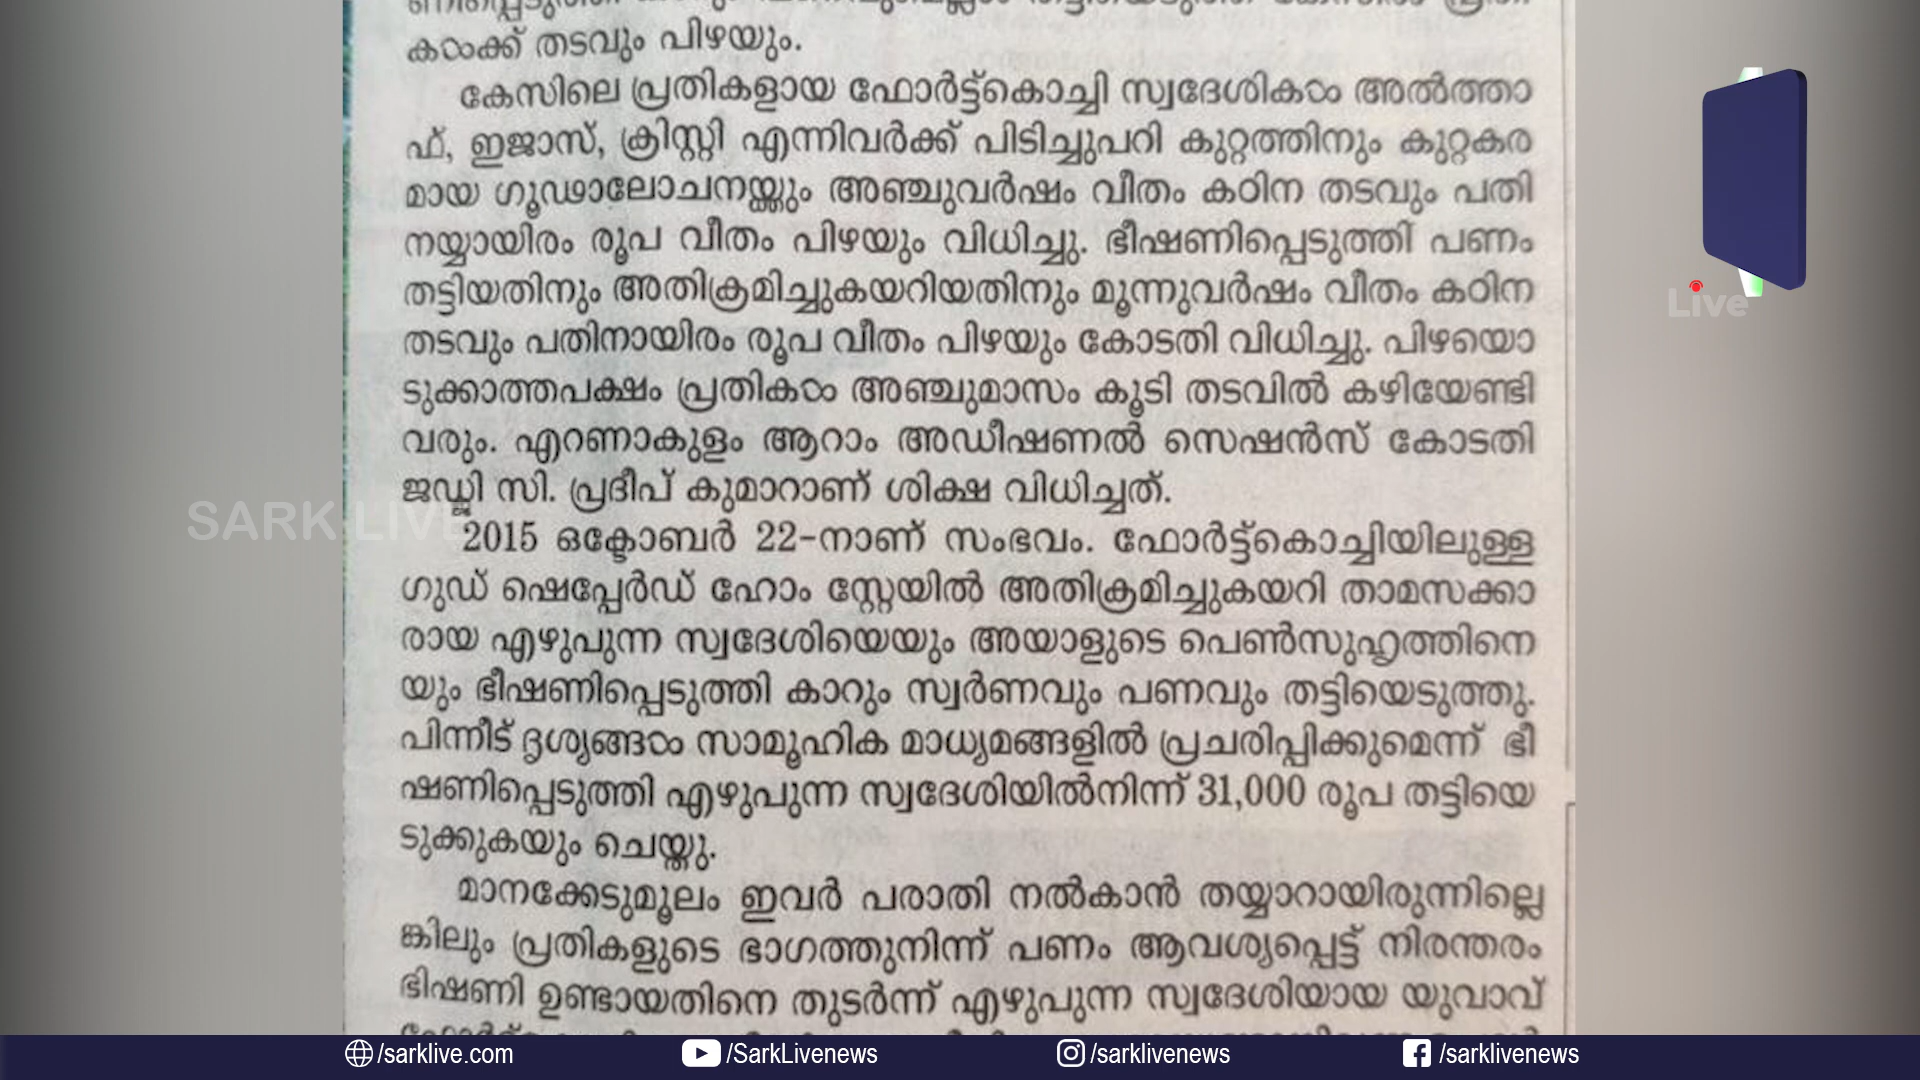 കൾക്ക് തടവും പിഴയും.
കേസിലെ പ്രതികളായ ഫോർട്ട്കൊച്ചി സ്വദേശികൾ അൽത്താ
ഫ്, ഇജാസ്, ക്രിസ്റ്റി എന്നിവർക്ക് പിടിച്ചുപറി കുറ്റത്തിനും കുറ്റകര
മായ ഗൂഢാലോചനയ്ക്കും അഞ്ചുവർഷം വീതം കഠിന തടവും പതി
നയ്യായിരം രൂപ വീതം പിഴയും വിധിച്ചു. ഭീഷണിപ്പെടുത്തി പണം
തട്ടിയതിനും അതിക്രമിച്ചുകയറിയതിനും മൂന്നുവർഷം വീതം കഠിന
തടവും പതിനായിരം രൂപ വീതം പിഴയും കോടതി വിധിച്ചു. പിഴയൊ
ടുക്കാത്തപക്ഷം പ്രതികൾ അഞ്ചുമാസം കൂടി തടവിൽ കഴിയേണ്ടി
വരും. എറണാകുളം ആറാം അഡീഷണൽ സെഷൻസ് കോടതി
ജഡ്ജി സി. പ്രദീപ് കുമാറാണ് ശിക്ഷ വിധിച്ചത്.
2015 ഒക്ടോബർ 22-നാണ് സംഭവം. ഫോർട്ട്കൊച്ചിയിലുള്ള
ഗുഡ് ഷെപ്പേർഡ് ഹോം സ്റ്റേയിൽ അതിക്രമിച്ചുകയറി താമസക്കാ
രായ എഴുപുന്ന സ്വദേശിയെയും അയാളുടെ പെൺസുഹൃത്തിനെ
യും ഭീഷണിപ്പെടുത്തി കാറും സ്വർണവും പണവും തട്ടിയെടുത്തു.
പിന്നീട് ദൃശ്യങ്ങൾ സാമൂഹിക മാധ്യമങ്ങളിൽ പ്രചരിപ്പിക്കുമെന്ന് ഭീ
ഷണിപ്പെടുത്തി എഴുപുന്ന സ്വദേശിയിൽനിന്ന് 31,000 രൂപ തട്ടിയെ
ടുക്കുകയും ചെയ്തു.
മാനക്കേടുമൂലം ഇവർ പരാതി നൽകാൻ തയ്യാറായിരുന്നില്ലെ
ങ്കിലും പ്രതികളുടെ ഭാഗത്തുനിന്ന് പണം ആവശ്യപ്പെട്ട് നിരന്തരം
ഭിഷണി ഉണ്ടായതിനെ തുടർന്ന് എഴുപുന്ന സ്വദേശിയായ യുവാവ്
SARK LIVE
Live
/sarklive.com /SarkLivenews /sarklivenews /sarklivenews